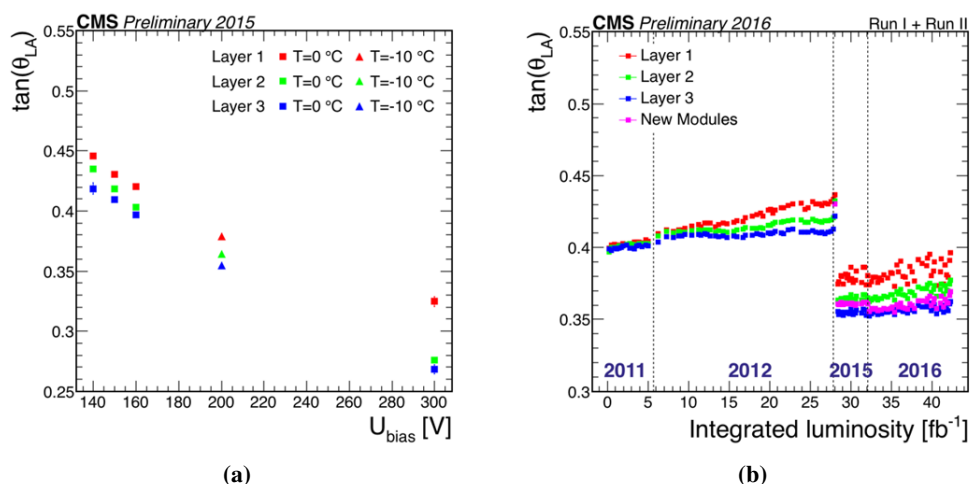 CMS Preliminary 2015
tan(θLA)
0.55
0.5
0.45
0.4
0.35
0.3
0.25
Layer 1 T=0 °C T=-10 °C
Layer 2 T=0 °C T=-10 °C
Layer 3 T=0 °C T=-10 °C
140 160 180 200 220 240 260 280 300
Ubias [V]
(a)
CMS Preliminary 2016 Run I + Run II
tan(θLA)
0.55
0.5
0.45
0.4
0.35
0.3
Layer 1
Layer 2
Layer 3
New Modules
2011 2012 2015 2016
0 5 10 15 20 25 30 35 40
Integrated luminosity [fb⁻¹]
(b)